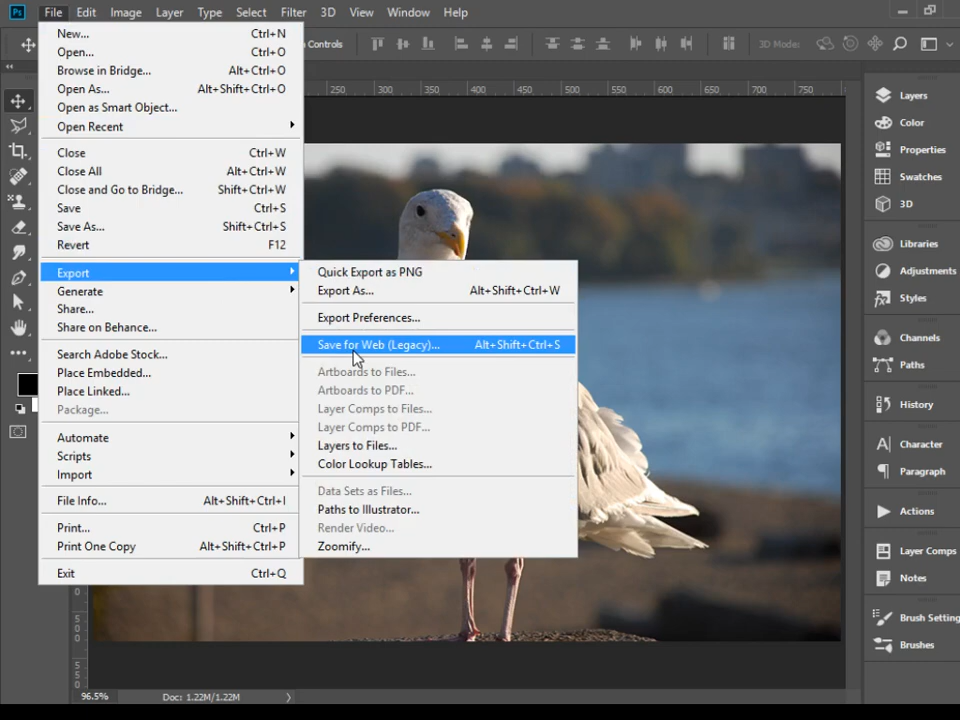 Ps File Edit Image Layer Type Select Filter 3D View Window Help
Controls 3D Mode:
250 300 350 400 450 500 550 600 650 700 750
New... Ctrl+N
Open... Ctrl+O
Browse in Bridge... Alt+Ctrl+O
Open As... Alt+Shift+Ctrl+O
Open as Smart Object...
Open Recent
Close Ctrl+W
Close All Alt+Ctrl+W
Close and Go to Bridge... Shift+Ctrl+W
Save Ctrl+S
Save As... Shift+Ctrl+S
Revert F12
Export
Generate
Share...
Share on Behance...
Search Adobe Stock...
Place Embedded...
Place Linked...
Package...
Automate
Scripts
Import
File Info... Alt+Shift+Ctrl+I
Print... Ctrl+P
Print One Copy Alt+Shift+Ctrl+P
Exit Ctrl+Q
Quick Export as PNG
Export As... Alt+Shift+Ctrl+W
Export Preferences...
Save for Web (Legacy)... Alt+Shift+Ctrl+S
Artboards to Files...
Artboards to PDF...
Layer Comps to Files...
Layer Comps to PDF...
Layers to Files...
Color Lookup Tables...
Data Sets as Files...
Paths to Illustrator...
Render Video...
Zoomify...
Layers
Color
Properties
Swatches
3D
Libraries
Adjustments
Styles
Channels
Paths
History
Character
Paragraph
Actions
Layer Comps
Notes
Brush Setting
Brushes
500
550
96.5% Doc: 1.22M/1.22M